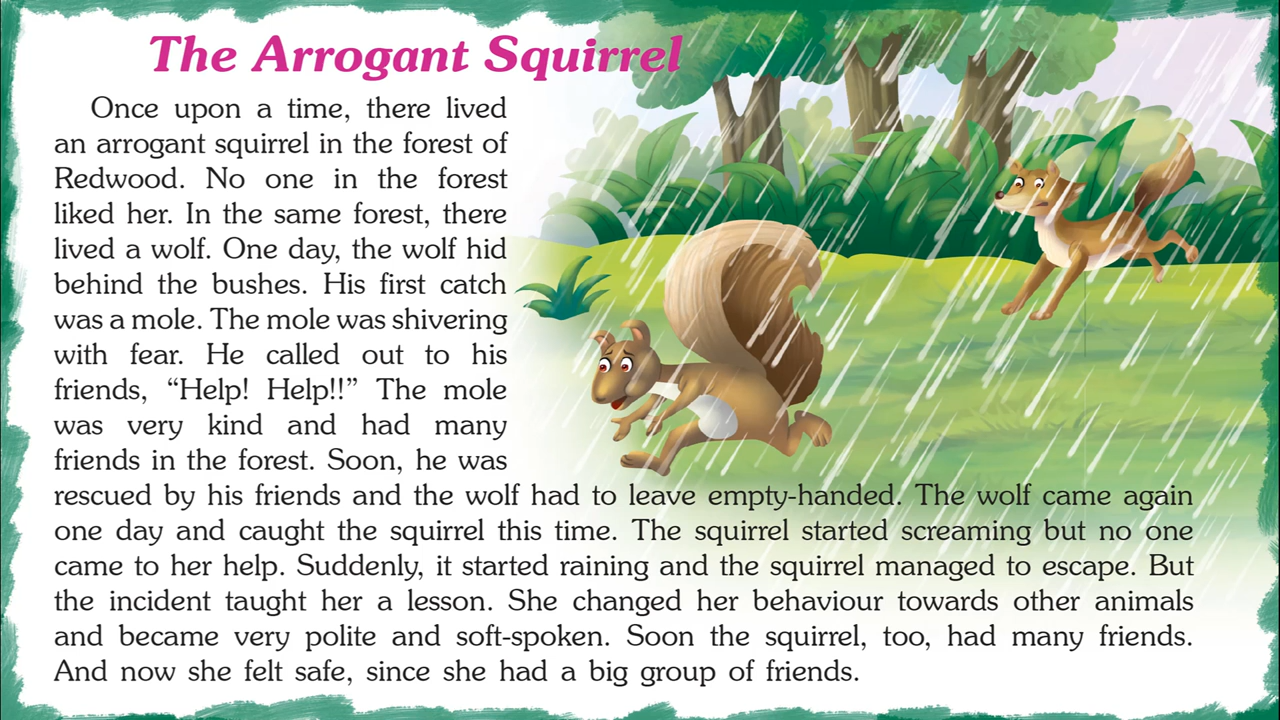 The Arrogant Squirrel
Once upon a time, there lived
an arrogant squirrel in the forest of
Redwood. No one in the forest
liked her. In the same forest, there
lived a wolf. One day, the wolf hid
behind the bushes. His first catch
was a mole. The mole was shivering
with fear. He called out to his
friends, “Help! Help!!” The mole
was very kind and had many
friends in the forest. Soon, he was
rescued by his friends and the wolf had to leave empty-handed. The wolf came again
one day and caught the squirrel this time. The squirrel started screaming but no one
came to her help. Suddenly, it started raining and the squirrel managed to escape. But
the incident taught her a lesson. She changed her behaviour towards other animals
and became very polite and soft-spoken. Soon the squirrel, too, had many friends.
And now she felt safe, since she had a big group of friends.